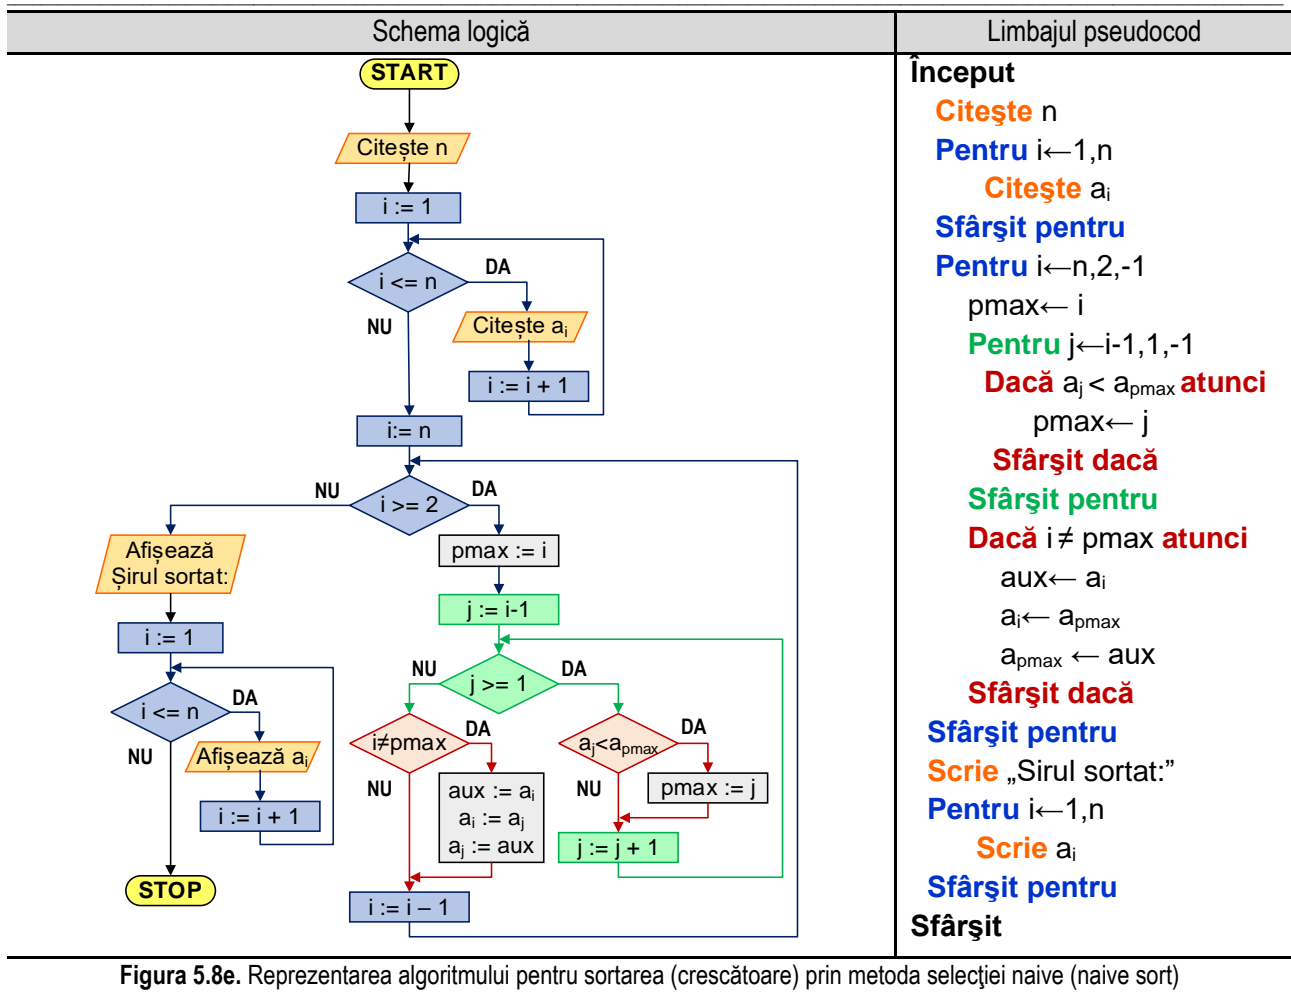 Schema logică
Limbajul pseudocod
START
Citește n
i := 1
i <= n
DA
NU
Citește ai
i := i + 1
i:= n
i >= 2
NU
DA
Afișează
Șirul sortat:
i := 1
i <= n
DA
NU
Afișează ai
i := i + 1
STOP
pmax := i
j := i-1
j >= 1
NU
DA
i≠pmax
DA
NU
aux := ai
ai := aj
aj := aux
aj<apmax
DA
NU
pmax := j
j := j + 1
i := i – 1
Început
Citeşte n
Pentru i←1,n
Citeşte ai
Sfârşit pentru
Pentru i←n,2,-1
pmax← i
Pentru j←i-1,1,-1
Dacă aj < apmax atunci
pmax← j
Sfârşit dacă
Sfârşit pentru
Dacă i ≠ pmax atunci
aux← ai
ai← apmax
apmax ← aux
Sfârşit dacă
Sfârşit pentru
Scrie „Sirul sortat:”
Pentru i←1,n
Scrie ai
Sfârşit pentru
Sfârşit
Figura 5.8e. Reprezentarea algoritmului pentru sortarea (crescătoare) prin metoda selecţiei naive (naive sort)